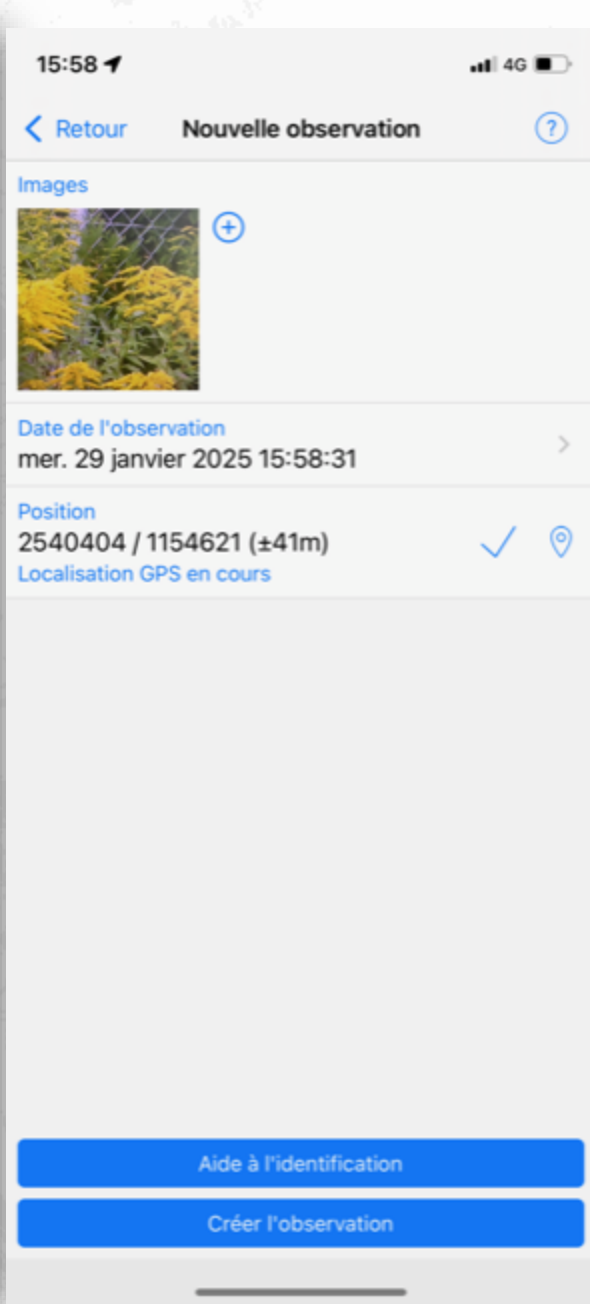 15:58
4G
Retour
Nouvelle observation
?
Images
Date de l'observation
mer. 29 janvier 2025 15:58:31
Position
2540404 / 1154621 (±41m)
Localisation GPS en cours
Aide à l'identification
Créer l'observation